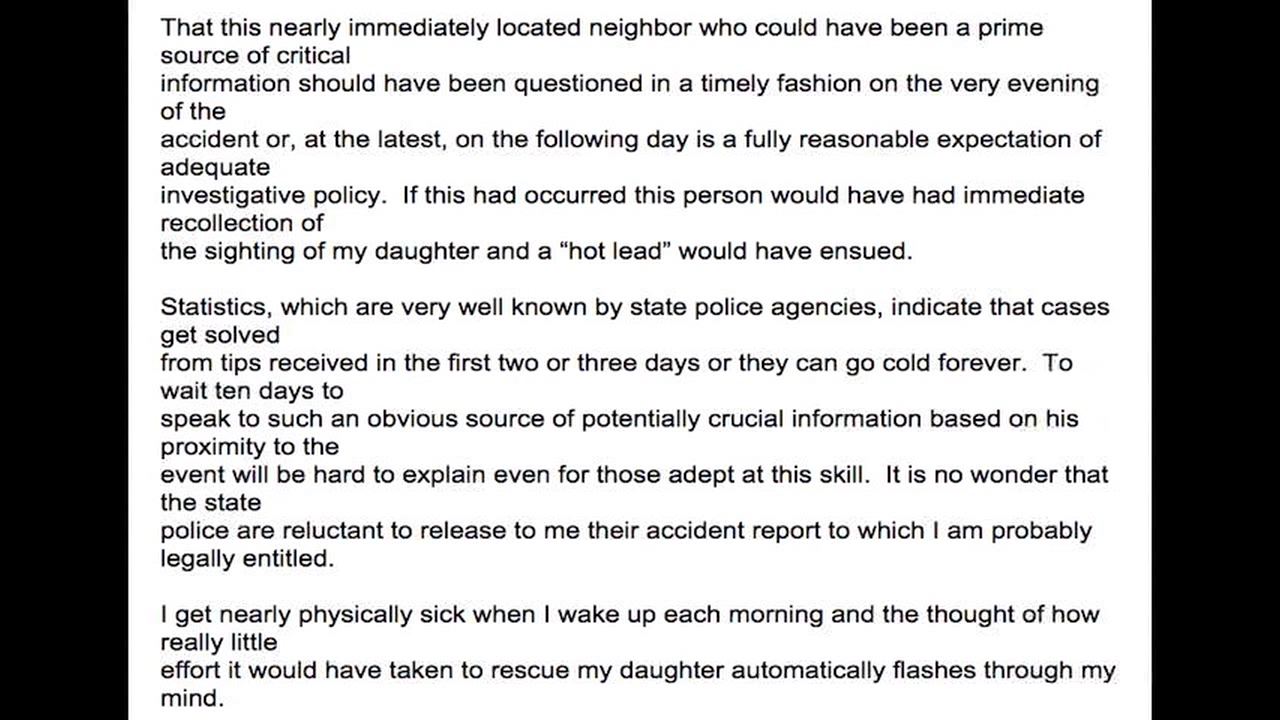 That this nearly immediately located neighbor who could have been a prime
source of critical
information should have been questioned in a timely fashion on the very evening
of the
accident or, at the latest, on the following day is a fully reasonable expectation of
adequate
investigative policy.  If this had occurred this person would have had immediate
recollection of
the sighting of my daughter and a “hot lead” would have ensued.

Statistics, which are very well known by state police agencies, indicate that cases
get solved
from tips received in the first two or three days or they can go cold forever.  To
wait ten days to
speak to such an obvious source of potentially crucial information based on his
proximity to the
event will be hard to explain even for those adept at this skill.  It is no wonder that
the state
police are reluctant to release to me their accident report to which I am probably
legally entitled.

I get nearly physically sick when I wake up each morning and the thought of how
really little
effort it would have taken to rescue my daughter automatically flashes through my
mind.